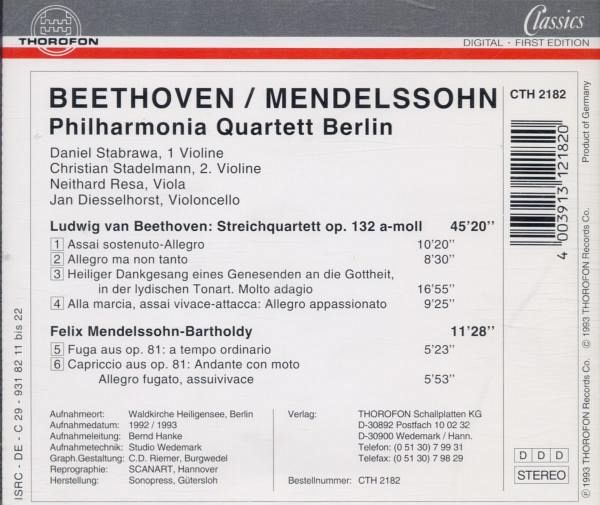 THOROFON
Classics
DIGITAL · FIRST EDITION
BEETHOVEN / MENDELSSOHN
Philharmonia Quartett Berlin
CTH 2182
Daniel Stabrawa, 1 Violine
Christian Stadelmann, 2. Violine
Neithard Resa, Viola
Jan Diesselhorst, Violoncello
Ludwig van Beethoven: Streichquartett op. 132 a-moll 45'20''
1 Assai sostenuto-Allegro 10'20''
2 Allegro ma non tanto 8'30''
3 Heiliger Dankgesang eines Genesenden an die Gottheit,
in der lydischen Tonart. Molto adagio 16'55''
4 Alla marcia, assai vivace-attacca: Allegro appassionato 9'25''
Felix Mendelssohn-Bartholdy 11'28''
5 Fuga aus op. 81: a tempo ordinario 5'23''
6 Capriccio aus op. 81: Andante con moto
Allegro fugato, assuivivace 5'53''
Aufnahmeort: Waldkirche Heiligensee, Berlin
Aufnahmedatum: 1992 / 1993
Aufnahmeleitung: Bernd Hanke
Aufnahmetechnik: Studio Wedemark
Graph.Gestaltung: C.D. Riemer, Burgwedel
Reprographie: SCANART, Hannover
Herstellung: Sonopress, Gütersloh
Verlag: THOROFON Schallplatten KG
D-30892 Postfach 10 02 32
D-30900 Wedemark / Hann.
Telefon: (0 51 30) 7 99 31
Telefax: (0 51 30) 7 98 29
Bestellnummer: CTH 2182
ISRC - DE - C 29 - 931 82 11 bis 22
4 003913 121820
Product of Germany
℗ 1993 THOROFON Records Co. © 1993 THOROFON Records Co.
D D D
STEREO